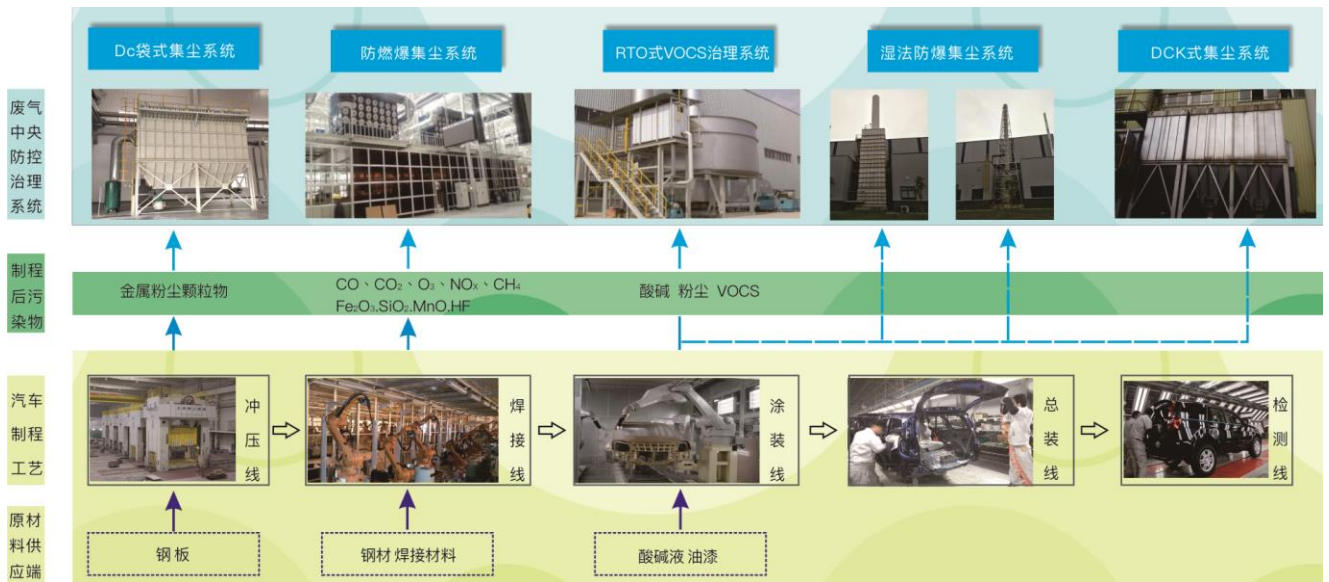 Dc袋式集尘系统
防燃爆集尘系统
RTO式VOCS治理系统
湿法防爆集尘系统
DCK式集尘系统
废气中央防控治理系统
制程后污染物
金属粉尘颗粒物
CO、CO₂、O₃、NOₓ、CH₄
Fe₂O₃.SiO₂.MnO.HF
酸碱 粉尘 VOCS
汽车制程工艺
冲压线
焊接线
涂装线
总装线
检测线
原材料供应端
钢板
钢材 焊接材料
酸碱液 油漆